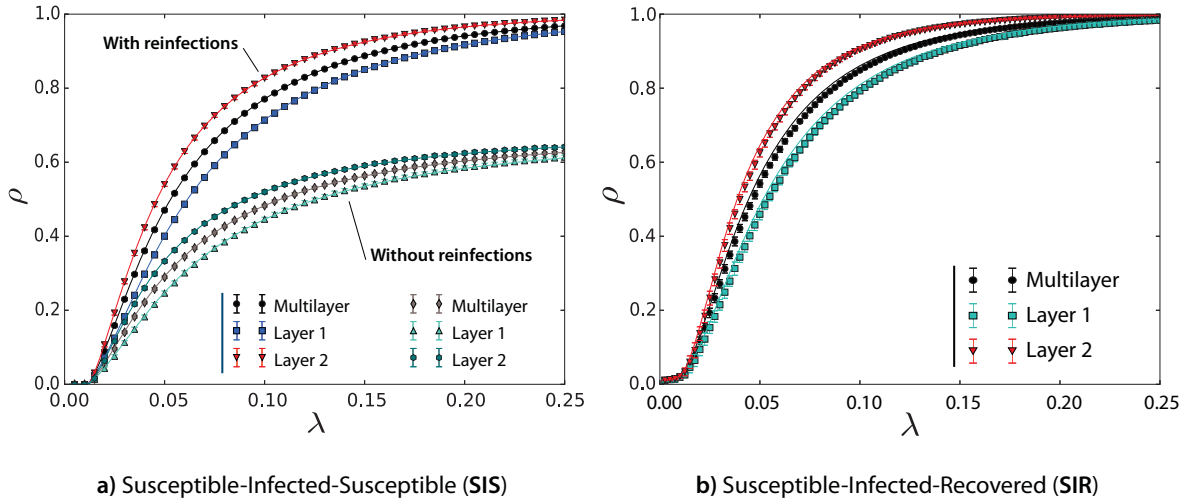 With reinfections
Without reinfections
ρ
1.0
0.8
0.6
0.4
0.2
0.0
0.00 0.05 0.10 0.15 0.20 0.25
λ
Multilayer
Layer 1
Layer 2
Multilayer
Layer 1
Layer 2
a) Susceptible-Infected-Susceptible (SIS)
ρ
1.0
0.8
0.6
0.4
0.2
0.0
0.00 0.05 0.10 0.15 0.20 0.25
λ
Multilayer
Layer 1
Layer 2
b) Susceptible-Infected-Recovered (SIR)